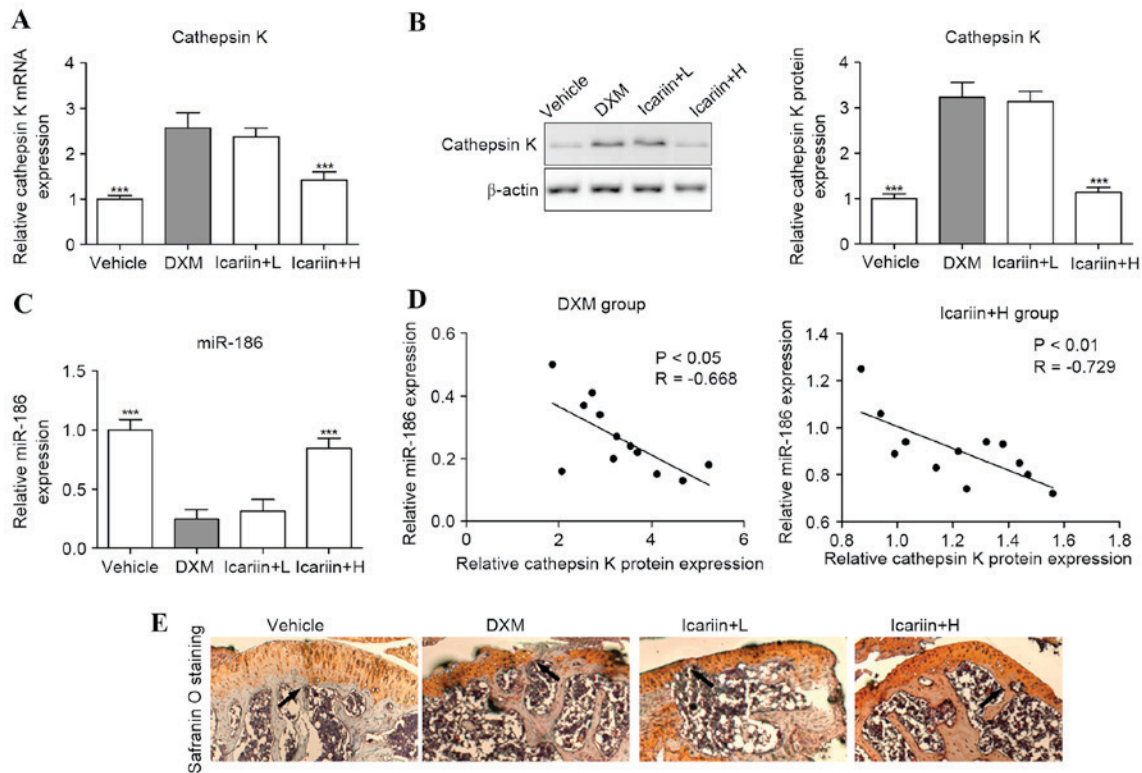 A
Cathepsin K
Relative cathepsin K mRNA
expression
4
3
2
1
0
***
***
Vehicle
DXM
Icariin+L
Icariin+H
B
Vehicle
DXM
Icariin+L
Icariin+H
Cathepsin K
β-actin
Cathepsin K
Relative cathepsin K protein
expression
4
3
2
1
0
***
***
Vehicle
DXM
Icariin+L
Icariin+H
C
miR-186
Relative miR-186
expression
1.5
1.0
0.5
0.0
***
***
Vehicle
DXM
Icariin+L
Icariin+H
D
DXM group
Relative miR-186 expression
0.6
0.4
0.2
0.0
P < 0.05
R = -0.668
0
2
4
6
Relative cathepsin K protein expression
Icariin+H group
Relative miR-186 expression
1.4
1.2
1.0
0.8
0.6
P < 0.01
R = -0.729
0.8
1.0
1.2
1.4
1.6
1.8
Relative cathepsin K protein expression
E
Safranin O staining
Vehicle
DXM
Icariin+L
Icariin+H